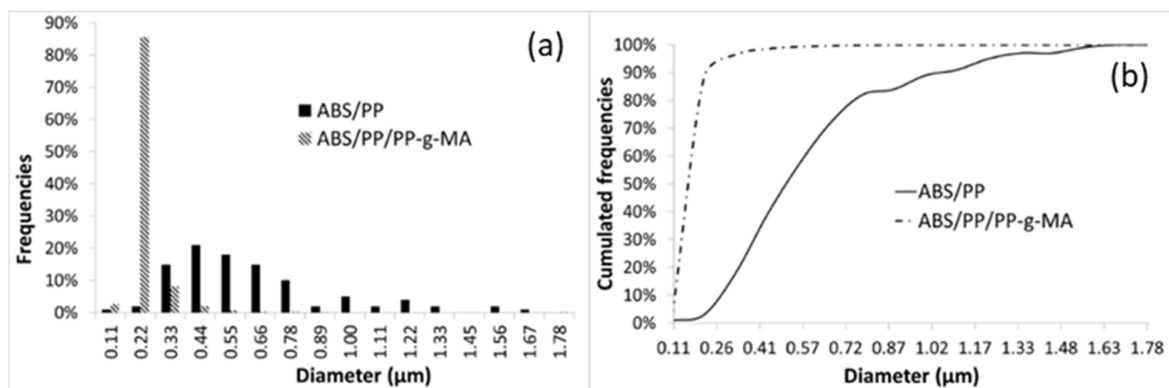 (a)
90%
80%
70%
60%
50%
40%
30%
20%
10%
0%
Frequencies
ABS/PP
ABS/PP/PP-g-MA
0.11 0.22 0.33 0.44 0.55 0.66 0.78 0.89 1.00 1.11 1.22 1.33 1.45 1.56 1.67 1.78
Diameter (µm)
(b)
100%
90%
80%
70%
60%
50%
40%
30%
20%
10%
0%
Cumulated frequencies
ABS/PP
ABS/PP/PP-g-MA
0.11 0.26 0.41 0.57 0.72 0.87 1.02 1.17 1.33 1.48 1.63 1.78
Diameter (µm)